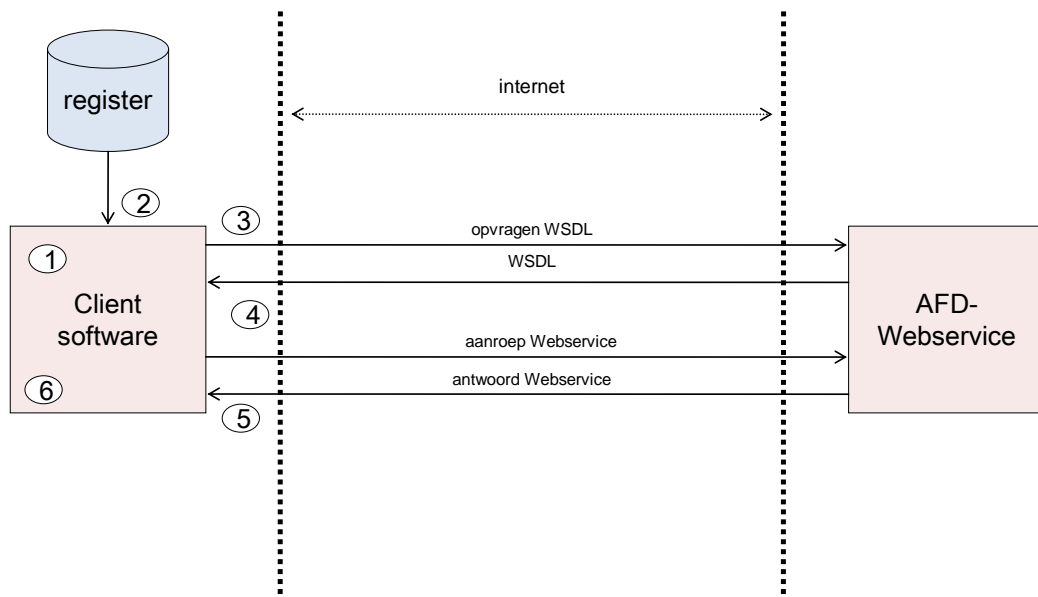 register
internet
2
3
opvragen WSDL
1
WSDL
Client
software
4
AFD-
Webservice
aanroep Webservice
6
antwoord Webservice
5